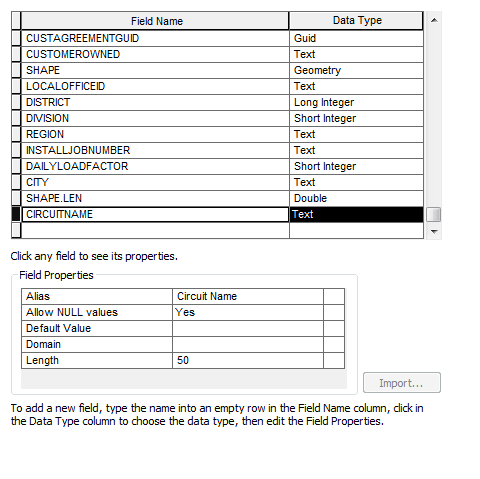 Field Name Data Type
CUSTAGREEMENTGUID Guid
CUSTOMEROWNED Text
SHAPE Geometry
LOCALOFFICEID Text
DISTRICT Long Integer
DIVISION Short Integer
REGION Text
INSTALLJOBNUMBER Text
DAILYLOADFACTOR Short Integer
CITY Text
SHAPE.LEN Double
CIRCUITNAME Text
Click any field to see its properties.
Field Properties
Alias Circuit Name
Allow NULL values Yes
Default Value
Domain
Length 50
Import...
To add a new field, type the name into an empty row in the Field Name column, click in
the Data Type column to choose the data type, then edit the Field Properties.